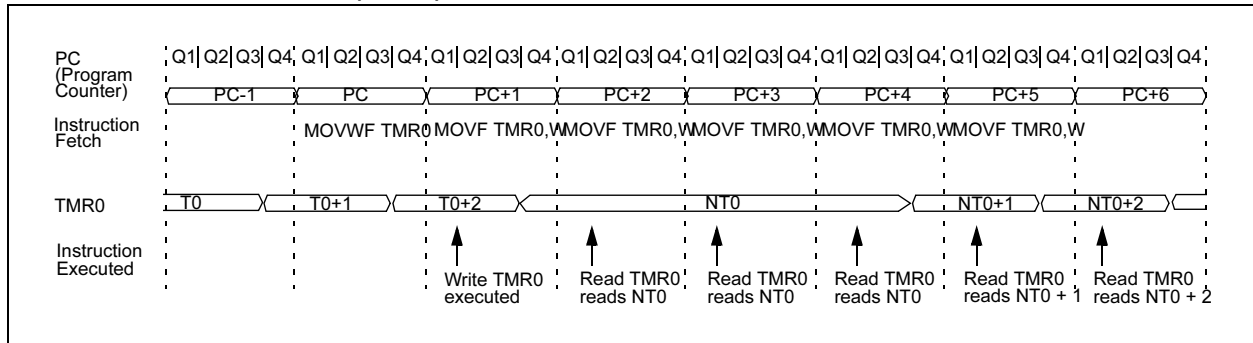 PC
(Program
Counter)
Q1 Q2 Q3 Q4 Q1 Q2 Q3 Q4 Q1 Q2 Q3 Q4 Q1 Q2 Q3 Q4 Q1 Q2 Q3 Q4 Q1 Q2 Q3 Q4 Q1 Q2 Q3 Q4 Q1 Q2 Q3 Q4
PC-1 PC PC+1 PC+2 PC+3 PC+4 PC+5 PC+6
Instruction
Fetch
MOVWF TMR0 MOVF TMR0,W MOVF TMR0,W MOVF TMR0,W MOVF TMR0,W MOVF TMR0,W
TMR0
T0 T0+1 T0+2 NT0 NT0+1 NT0+2
Instruction
Executed
Write TMR0
executed
Read TMR0
reads NT0
Read TMR0
reads NT0
Read TMR0
reads NT0
Read TMR0
reads NT0 + 1
Read TMR0
reads NT0 + 2